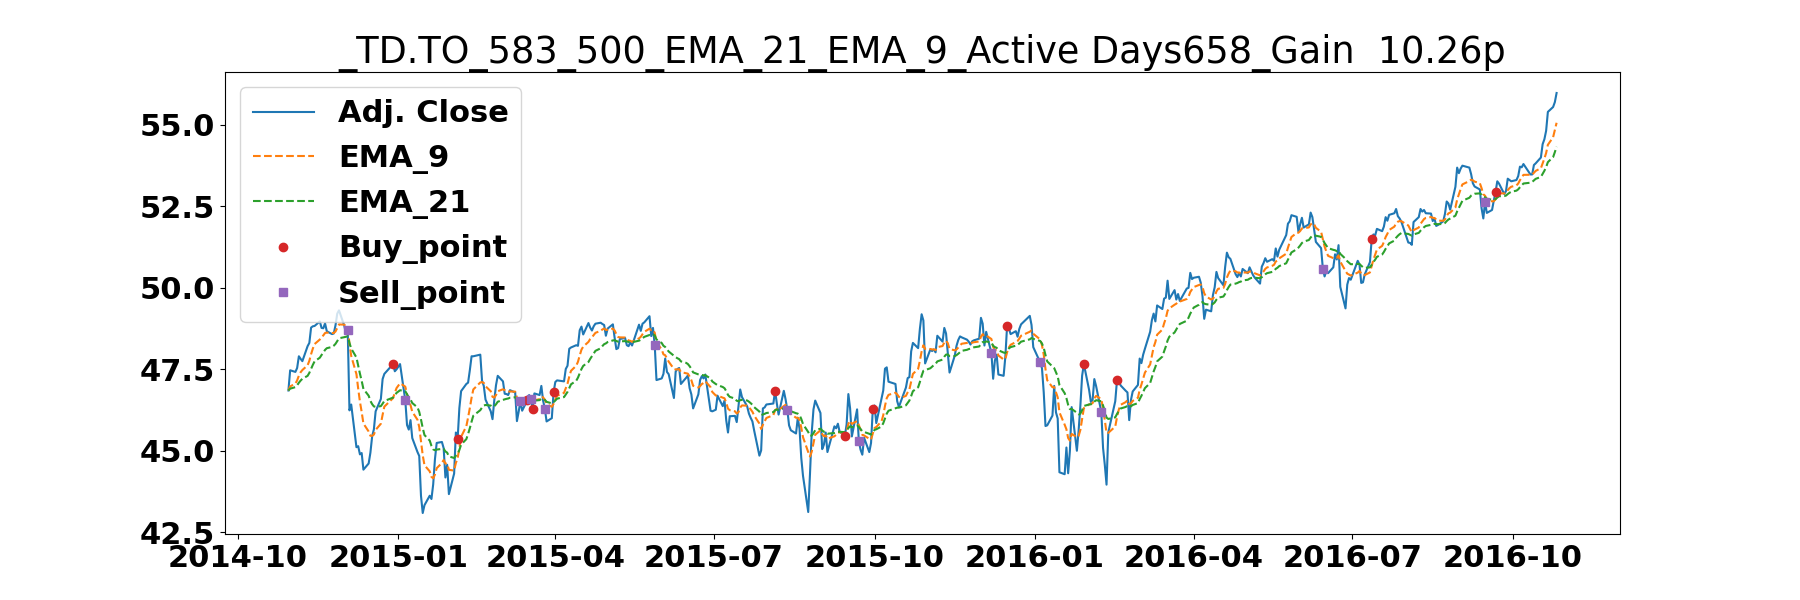 _TD.TO_583_500_EMA_21_EMA_9_Active Days658_Gain  10.26p
Adj. Close
EMA_9
EMA_21
Buy_point
Sell_point
55.0
52.5
50.0
47.5
45.0
42.5
2014-10 2015-01 2015-04 2015-07 2015-10 2016-01 2016-04 2016-07 2016-10